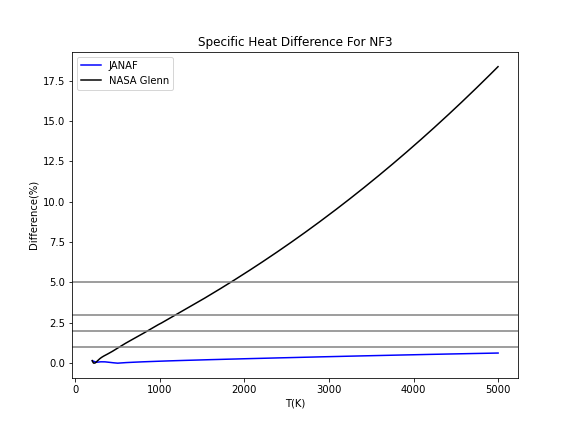 Specific Heat Difference For NF3
JANAF
NASA Glenn
Difference(%)
17.5
15.0
12.5
10.0
7.5
5.0
2.5
0.0
0 1000 2000 3000 4000 5000
T(K)